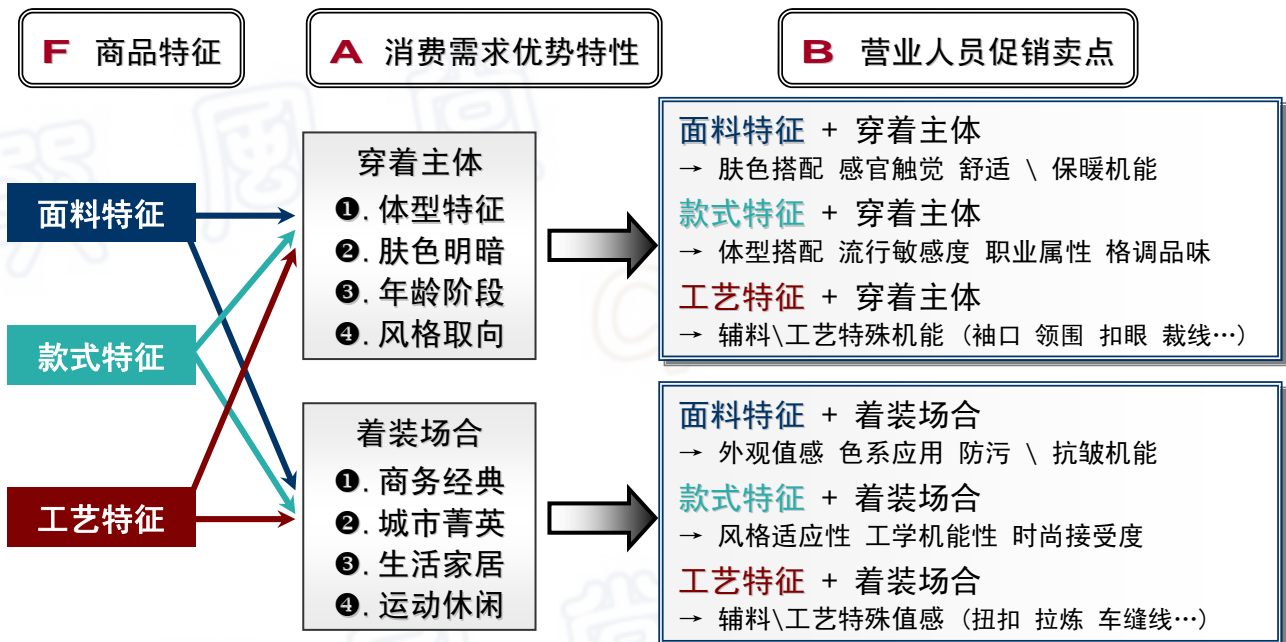 F 商品特征
A 消费需求优势特性
B 营业人员促销卖点
面料特征
款式特征
工艺特征
穿着主体
❶. 体型特征
❷. 肤色明暗
❸. 年龄阶段
❹. 风格取向
着装场合
❶. 商务经典
❷. 城市菁英
❸. 生活家居
❹. 运动休闲
面料特征 + 穿着主体
→ 肤色搭配 感官触觉 舒适 \ 保暖机能
款式特征 + 穿着主体
→ 体型搭配 流行敏感度 职业属性 格调品味
工艺特征 + 穿着主体
→ 辅料\工艺特殊机能 (袖口 领围 扣眼 裁线…)
面料特征 + 着装场合
→ 外观值感 色系应用 防污 \ 抗皱机能
款式特征 + 着装场合
→ 风格适应性 工学机能性 时尚接受度
工艺特征 + 着装场合
→ 辅料\工艺特殊值感 (扭扣 拉炼 车缝线…)